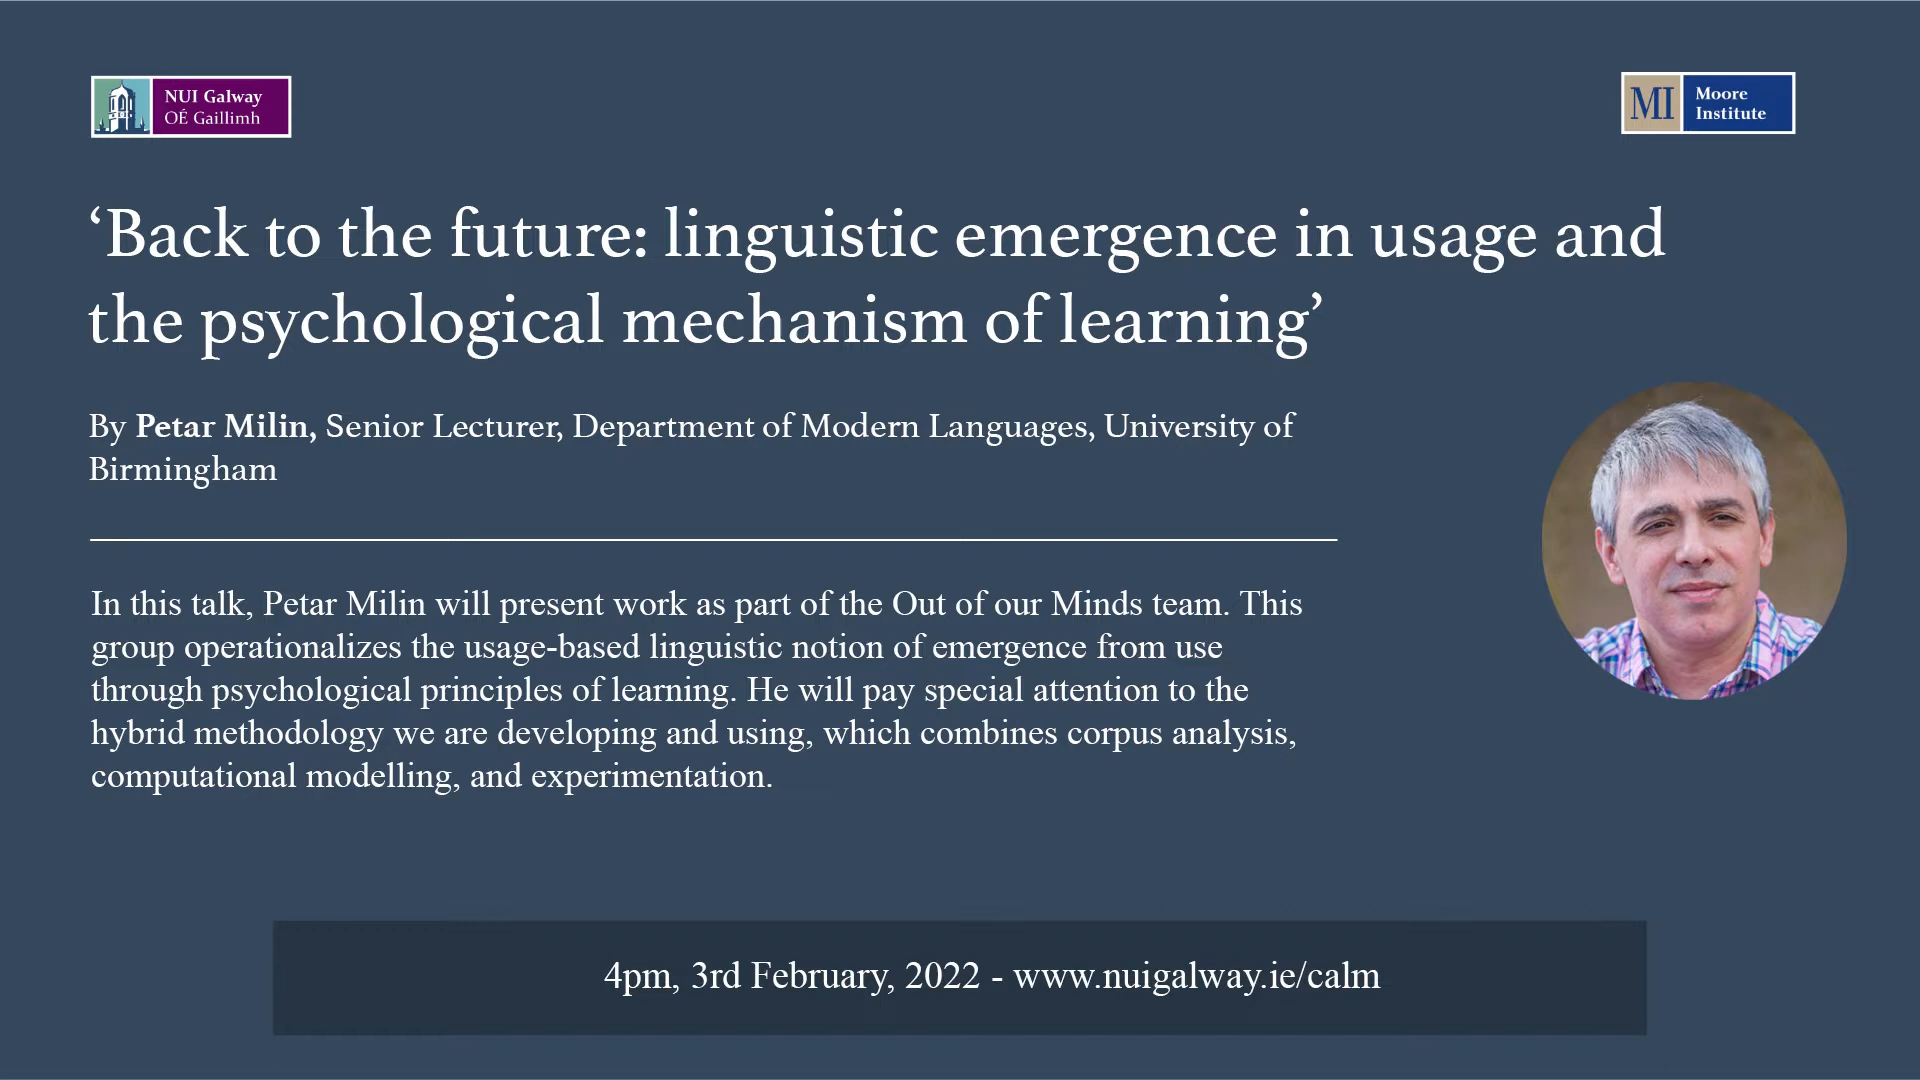 NUI Galway
OÉ Gaillimh
MI
Moore
Institute
‘Back to the future: linguistic emergence in usage and
the psychological mechanism of learning’
By Petar Milin, Senior Lecturer, Department of Modern Languages, University of
Birmingham
In this talk, Petar Milin will present work as part of the Out of our Minds team. This
group operationalizes the usage-based linguistic notion of emergence from use
through psychological principles of learning. He will pay special attention to the
hybrid methodology we are developing and using, which combines corpus analysis,
computational modelling, and experimentation.
4pm, 3rd February, 2022 - www.nuigalway.ie/calm